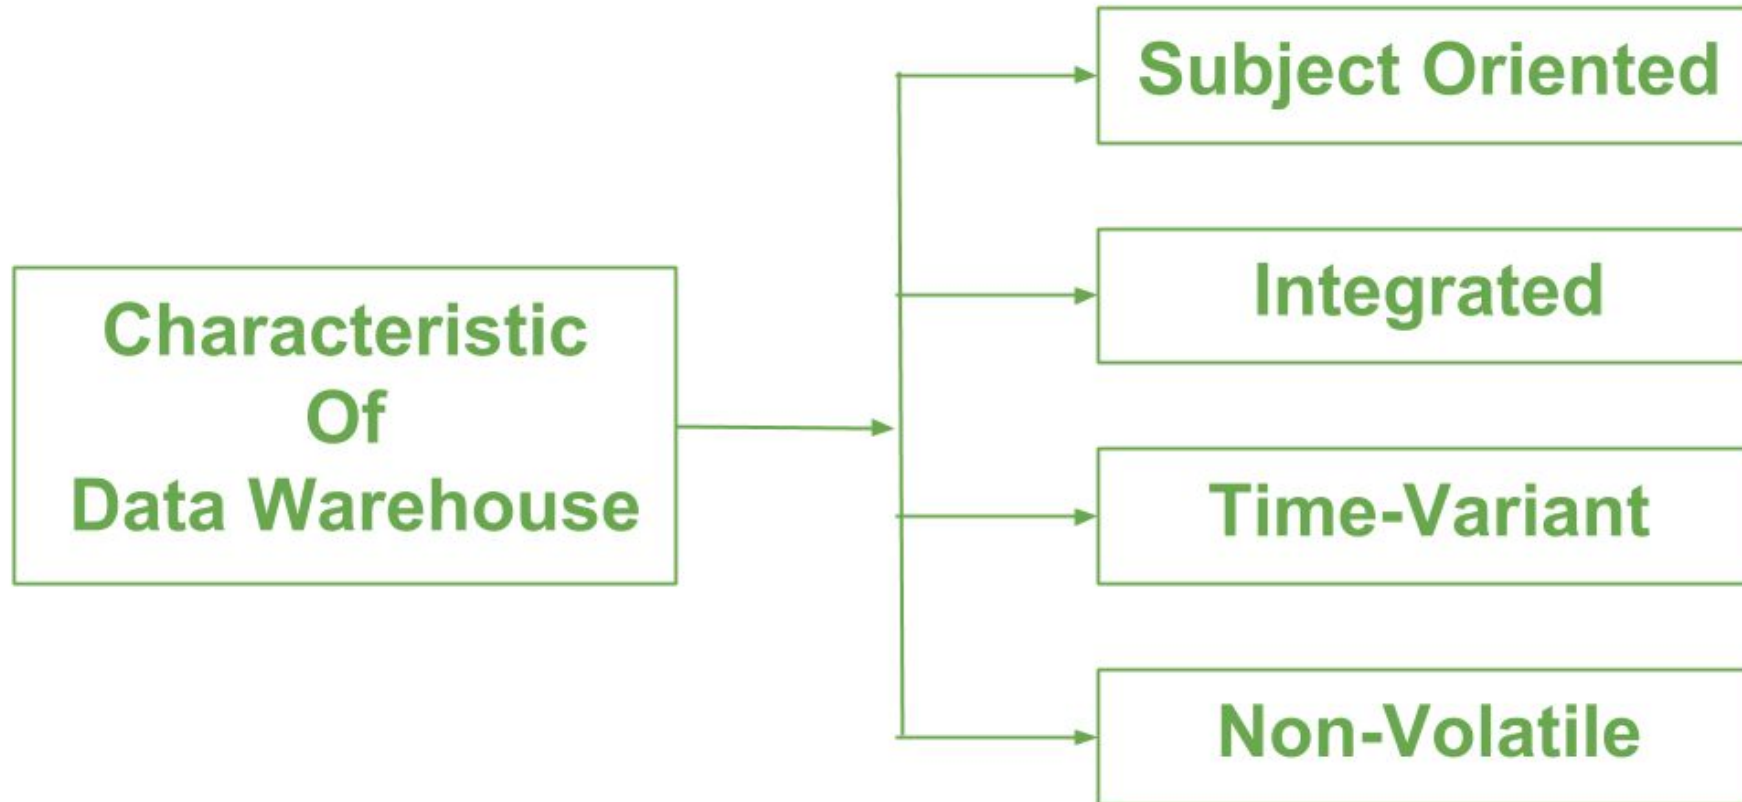 Characteristic
Of
Data Warehouse
Subject Oriented
Integrated
Time-Variant
Non-Volatile